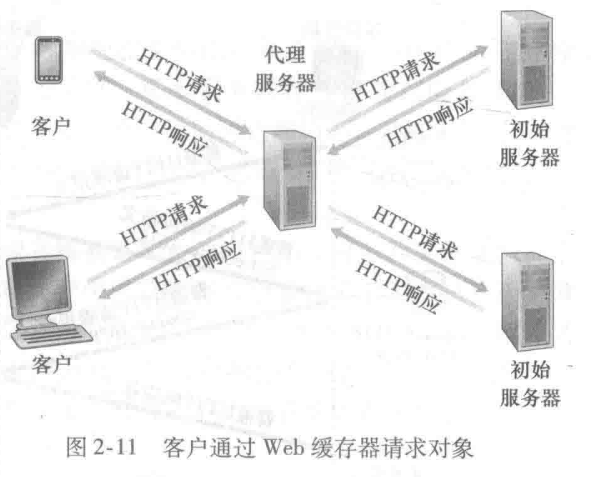 代理
服务器
HTTP请求
HTTP响应
客户
HTTP请求
HTTP响应
初始
服务器
HTTP请求
HTTP响应
客户
HTTP请求
HTTP响应
初始
服务器
图 2-11 客户通过 Web 缓存器请求对象